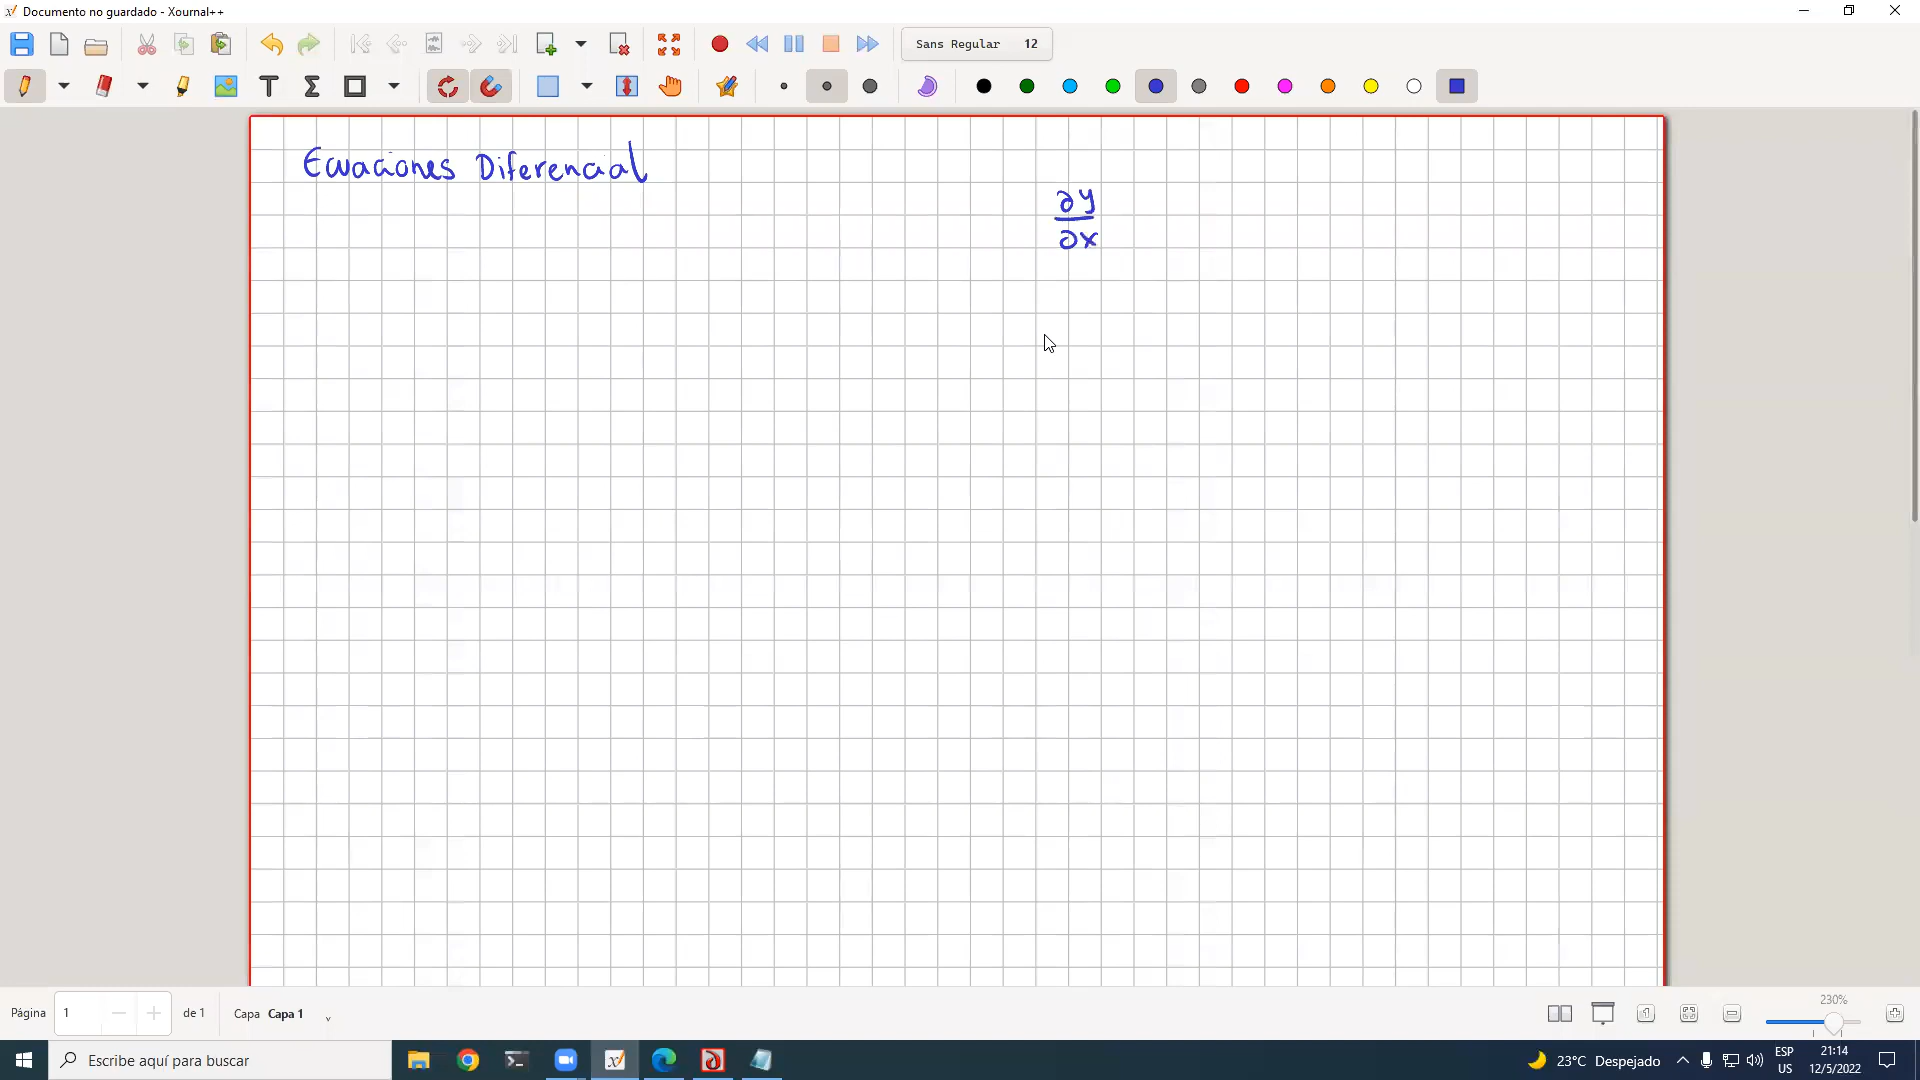 Documento no guardado - Xournal++
Sans Regular 12
Ecuaciones Diferencial
∂y
∂x
Página 1 de 1 Capa Capa 1
230%
Escribe aquí para buscar
23°C Despejado
ESP
US
21:14
12/5/2022